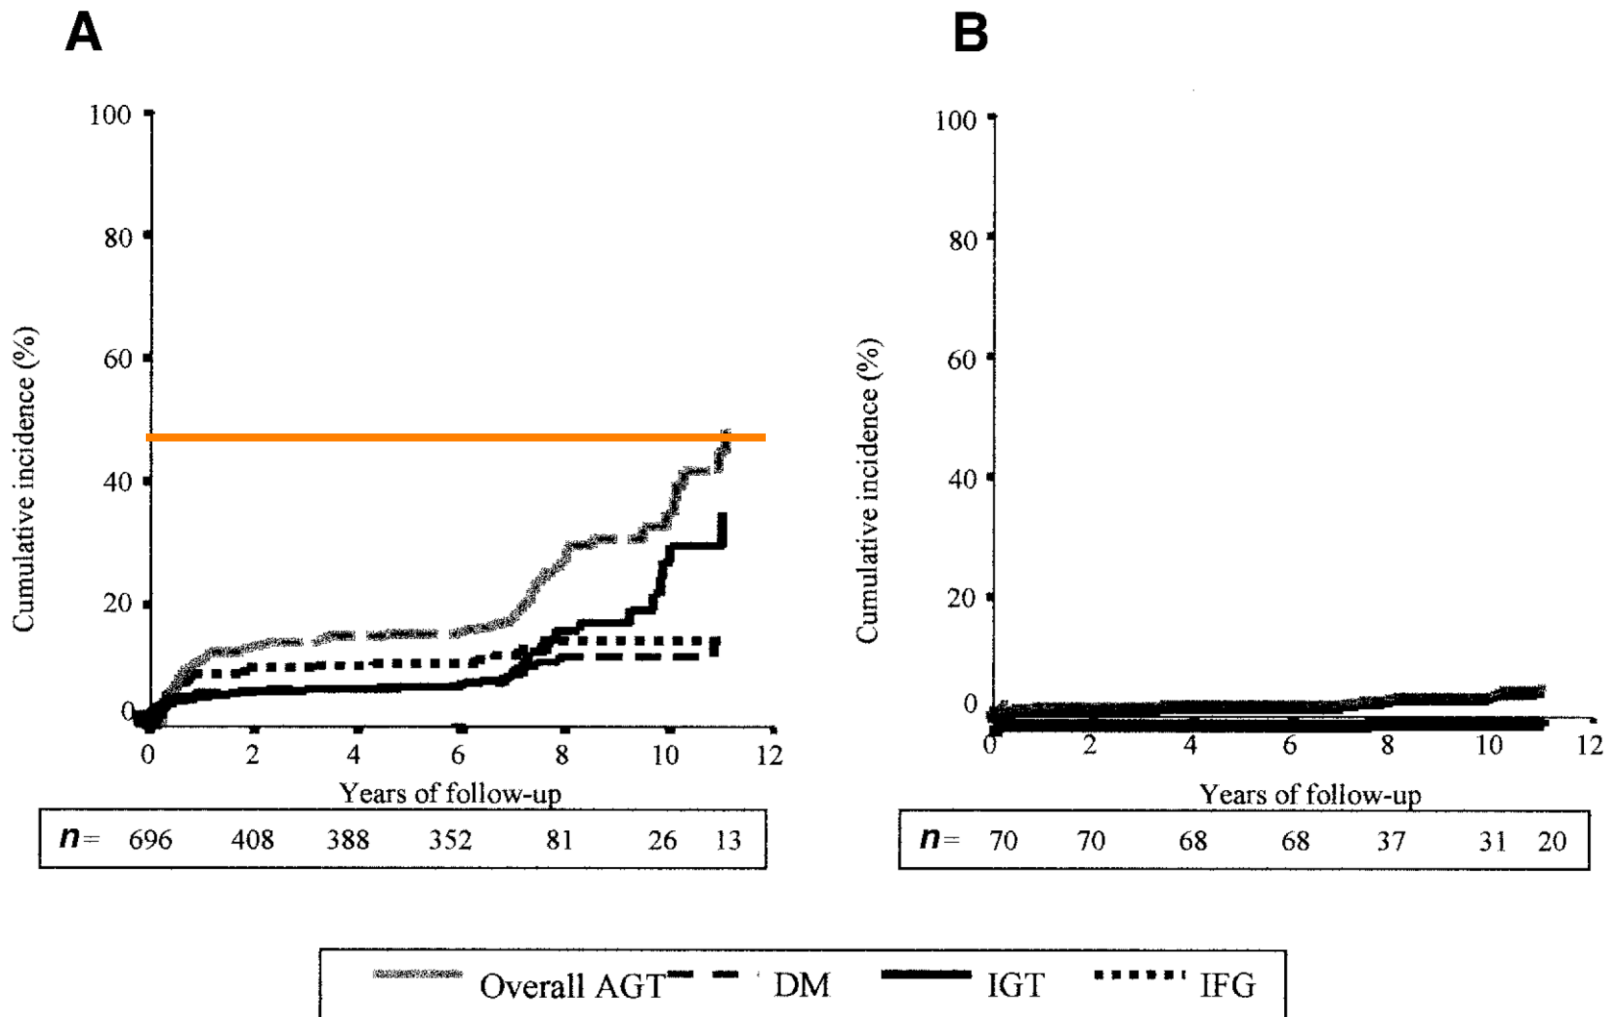 A
B
Cumulative incidence (%)
100
80
60
40
20
0
0 2 4 6 8 10 12
Years of follow-up
n= 696 408 388 352 81 26 13
Cumulative incidence (%)
100
80
60
40
20
0
0 2 4 6 8 10 12
Years of follow-up
n= 70 70 68 68 37 31 20
Overall AGT DM IGT IFG